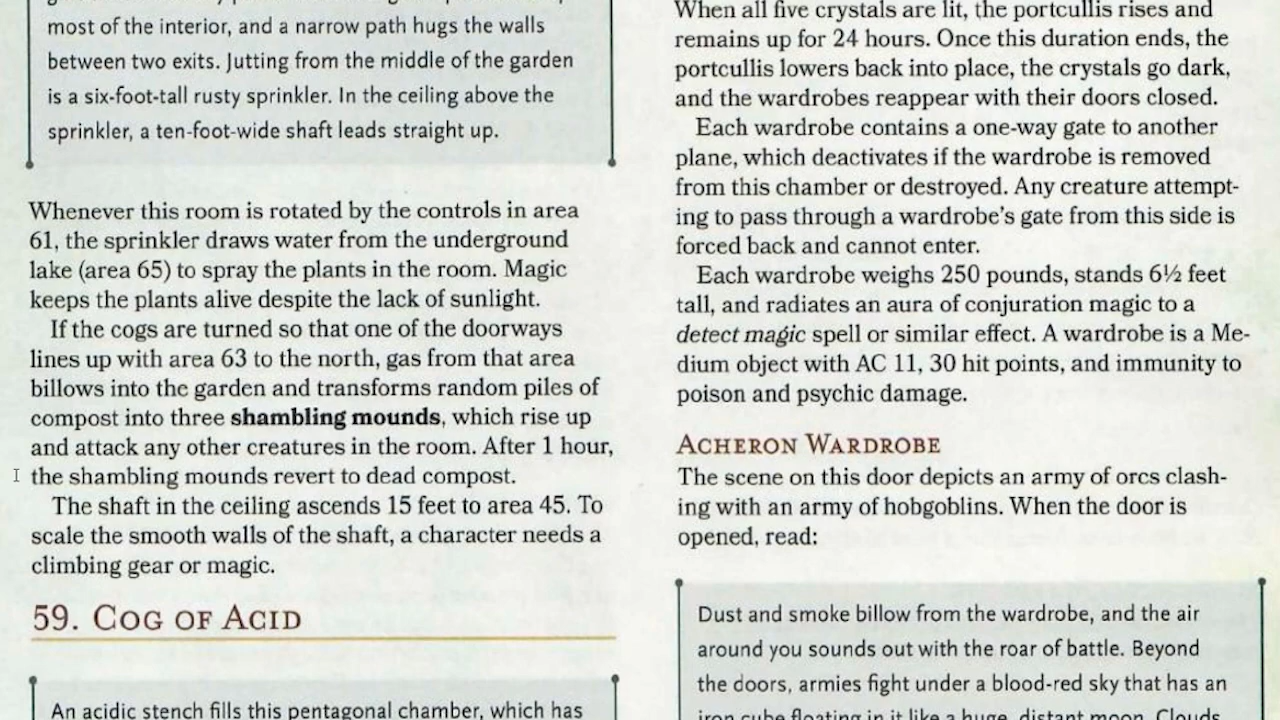 most of the interior, and a narrow path hugs the walls
between two exits. Jutting from the middle of the garden
is a six-foot-tall rusty sprinkler. In the ceiling above the
sprinkler, a ten-foot-wide shaft leads straight up.
Whenever this room is rotated by the controls in area
61, the sprinkler draws water from the underground
lake (area 65) to spray the plants in the room. Magic
keeps the plants alive despite the lack of sunlight.
If the cogs are turned so that one of the doorways
lines up with area 63 to the north, gas from that area
billows into the garden and transforms random piles of
compost into three shambling mounds, which rise up
and attack any other creatures in the room. After 1 hour,
the shambling mounds revert to dead compost.
The shaft in the ceiling ascends 15 feet to area 45. To
scale the smooth walls of the shaft, a character needs a
climbing gear or magic.
59. COG OF ACID
An acidic stench fills this pentagonal chamber, which has
When all five crystals are lit, the portcullis rises and
remains up for 24 hours. Once this duration ends, the
portcullis lowers back into place, the crystals go dark,
and the wardrobes reappear with their doors closed.
Each wardrobe contains a one-way gate to another
plane, which deactivates if the wardrobe is removed
from this chamber or destroyed. Any creature attempt-
ing to pass through a wardrobe's gate from this side is
forced back and cannot enter.
Each wardrobe weighs 250 pounds, stands 6½ feet
tall, and radiates an aura of conjuration magic to a
detect magic spell or similar effect. A wardrobe is a Me-
dium object with AC 11, 30 hit points, and immunity to
poison and psychic damage.
ACHERON WARDROBE
The scene on this door depicts an army of orcs clash-
ing with an army of hobgoblins. When the door is
opened, read:
Dust and smoke billow from the wardrobe, and the air
around you sounds out with the roar of battle. Beyond
the doors, armies fight under a blood-red sky that has an
iron cube floating in it like a huge, distant moon. Clouds